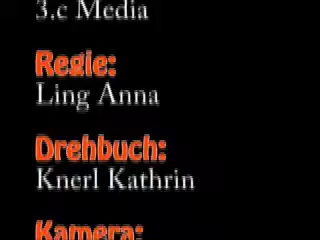 3.c Media
Regie:
Ling Anna
Drehbuch:
Knerl Kathrin
Kamera: